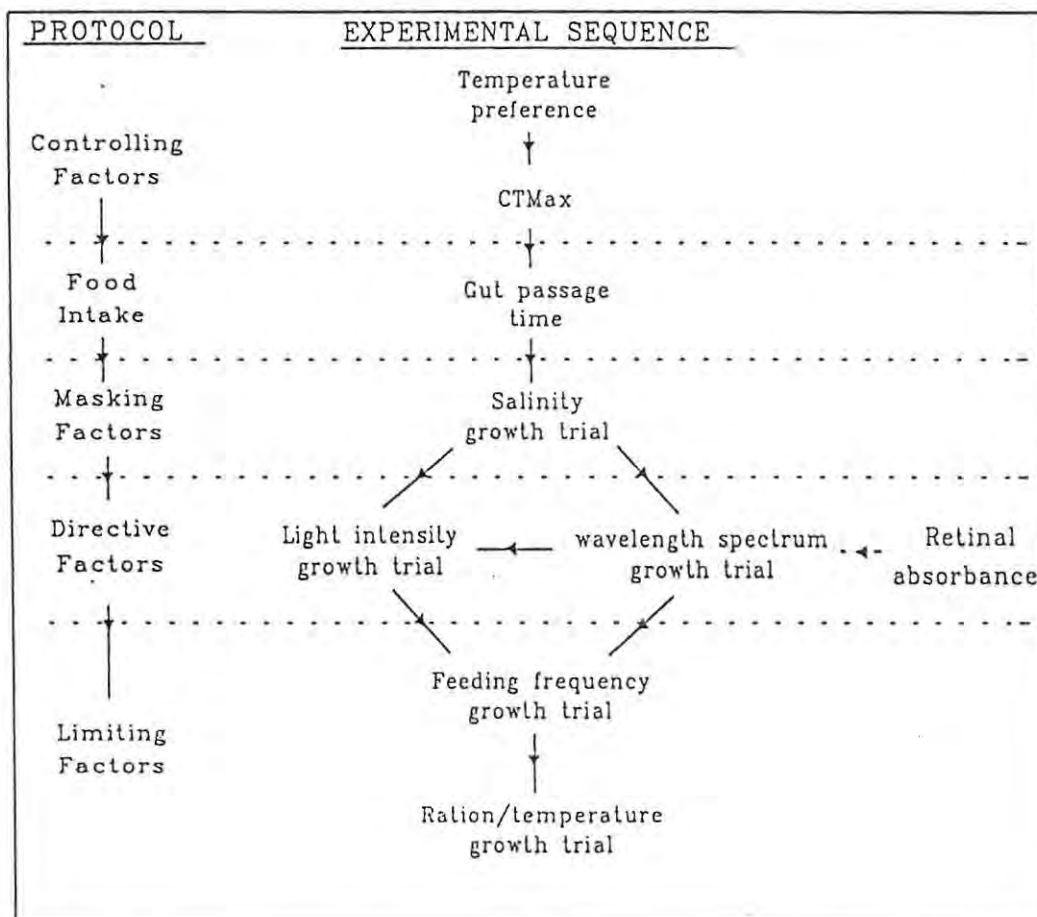 PROTOCOL EXPERIMENTAL SEQUENCE
Temperature
preference
Controlling
Factors
CTMax
Food
Intake
Gut passage
time
Masking
Factors
Salinity
growth trial
Directive
Factors
Light intensity
growth trial
wavelength spectrum
growth trial
Retinal
absorbance
Feeding frequency
growth trial
Limiting
Factors
Ration/temperature
growth trial